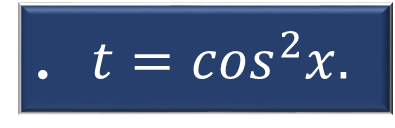 . t = cos²x.